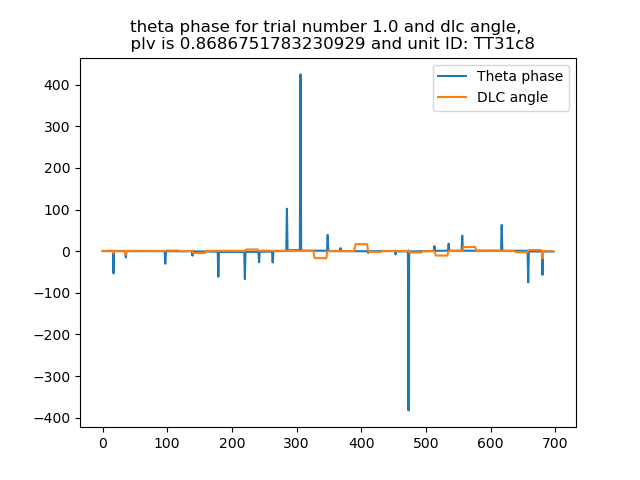 theta phase for trial number 1.0 and dlc angle,
plv is 0.8686751783230929 and unit ID: TT31c8
Theta phase
DLC angle
400
300
200
100
0
−100
−200
−300
−400
0 100 200 300 400 500 600 700